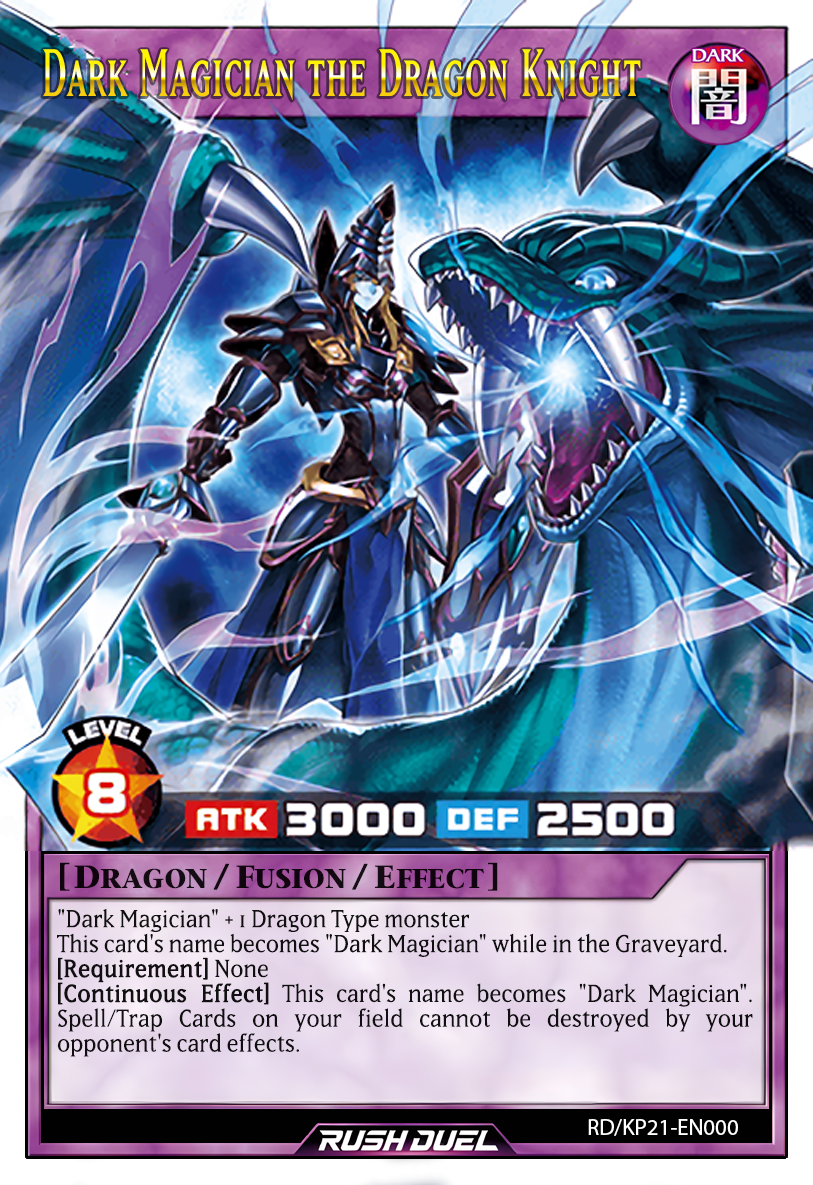 Dark Magician the Dragon Knight
DARK
闇
LEVEL
8
ATK 3000 DEF 2500
[Dragon / Fusion / Effect]
"Dark Magician" + 1 Dragon Type monster
This card's name becomes "Dark Magician" while in the Graveyard.
[Requirement] None
[Continuous Effect] This card's name becomes "Dark Magician".
Spell/Trap Cards on your field cannot be destroyed by your
opponent's card effects.
RD/KP21-EN000
RUSH DUEL